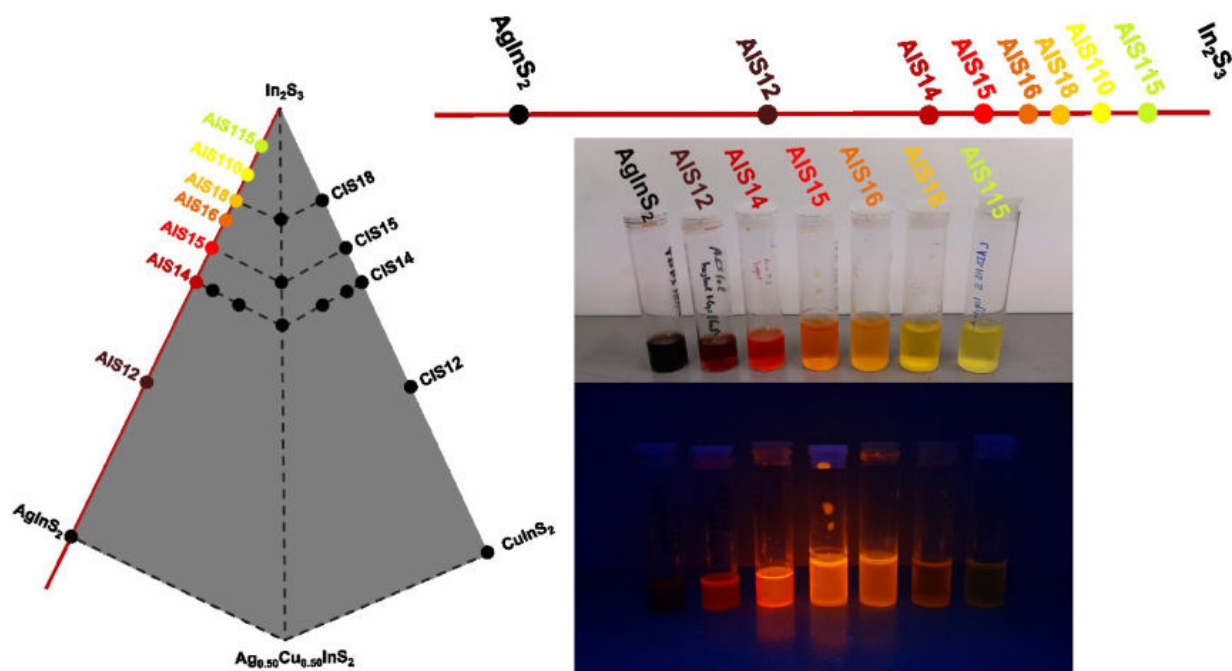 In₂S₃
AIS115
AIS110
AIS18
AIS16
AIS15
AIS14
AIS12
AgInS₂
CIS18
CIS15
CIS14
CIS12
CuInS₂
Ag₀.₅₀Cu₀.₅₀InS₂
AgInS₂
AIS12
AIS14
AIS15
AIS16
AIS18
AIS110
AIS115
In₂S₃
AgInS₂
AIS12
AIS14
AIS15
AIS16
AIS18
AIS115